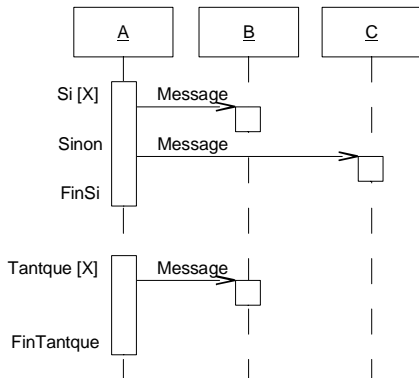 A B C
Si [X] Message
Sinon Message
FinSi
Tantque [X] Message
FinTantque